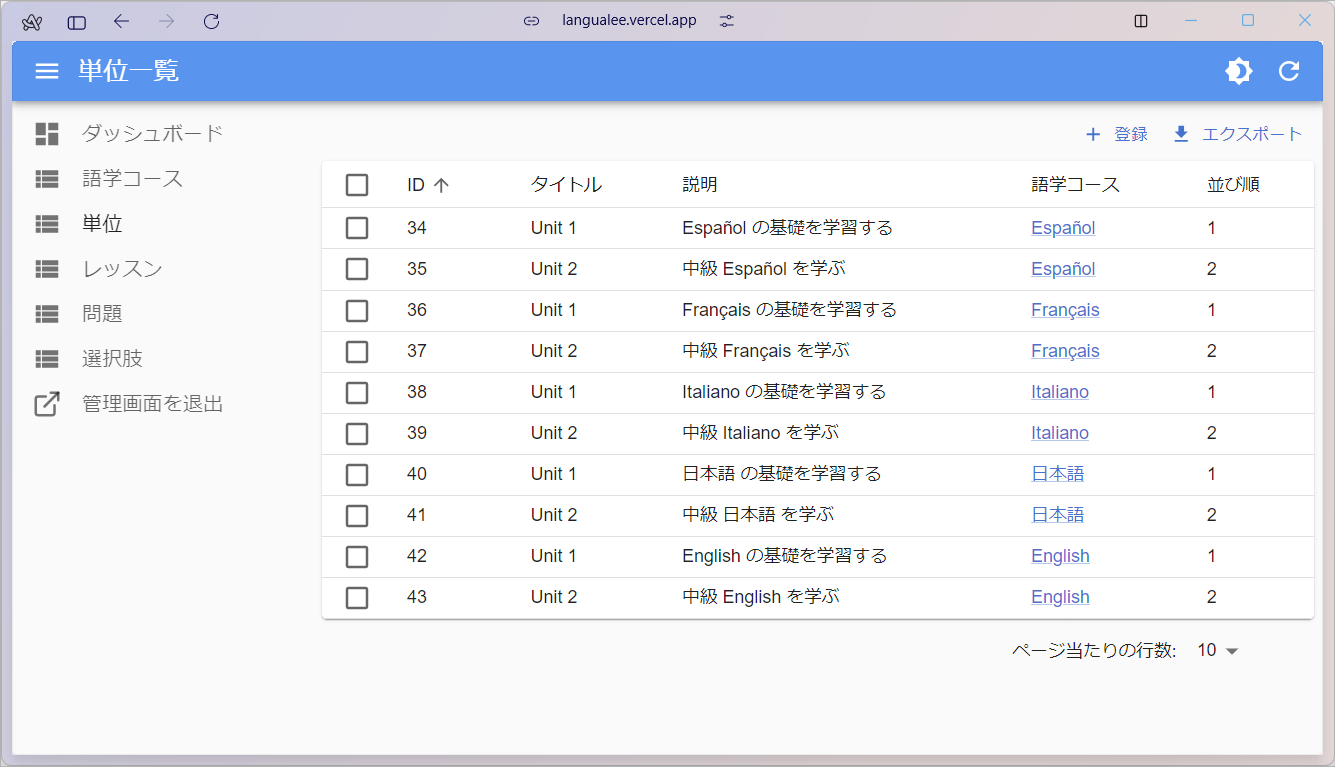 langualee.vercel.app
単位一覧
ダッシュボード
語学コース
単位
レッスン
問題
選択肢
管理画面を退出
登録 エクスポート
ID タイトル 説明 語学コース 並び順
34 Unit 1 Español の基礎を学習する Español 1
35 Unit 2 中級 Español を学ぶ Español 2
36 Unit 1 Français の基礎を学習する Français 1
37 Unit 2 中級 Français を学ぶ Français 2
38 Unit 1 Italiano の基礎を学習する Italiano 1
39 Unit 2 中級 Italiano を学ぶ Italiano 2
40 Unit 1 日本語 の基礎を学習する 日本語 1
41 Unit 2 中級 日本語 を学ぶ 日本語 2
42 Unit 1 English の基礎を学習する English 1
43 Unit 2 中級 English を学ぶ English 2
ページ当たりの行数: 10